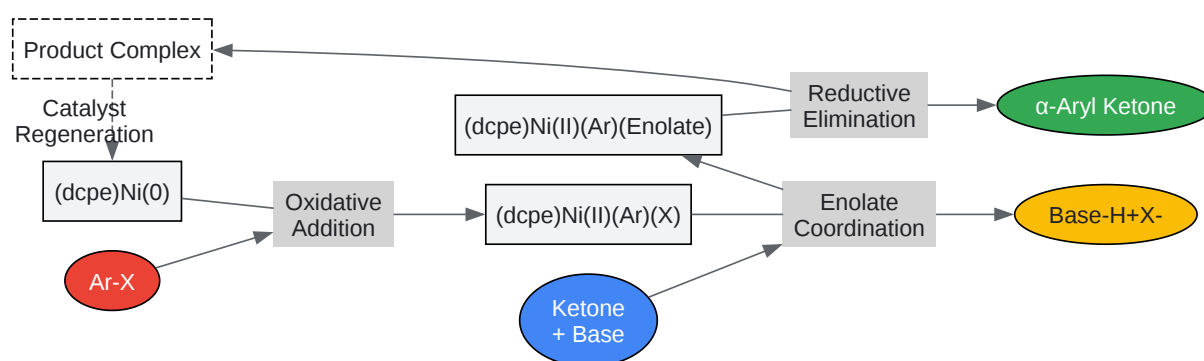 Product Complex
Catalyst
Regeneration
(dcpe)Ni(0)
Ar-X
Oxidative
Addition
(dcpe)Ni(II)(Ar)(Enolate)
(dcpe)Ni(II)(Ar)(X)
Ketone
+ Base
Reductive
Elimination
Enolate
Coordination
α-Aryl Ketone
Base-H+X-